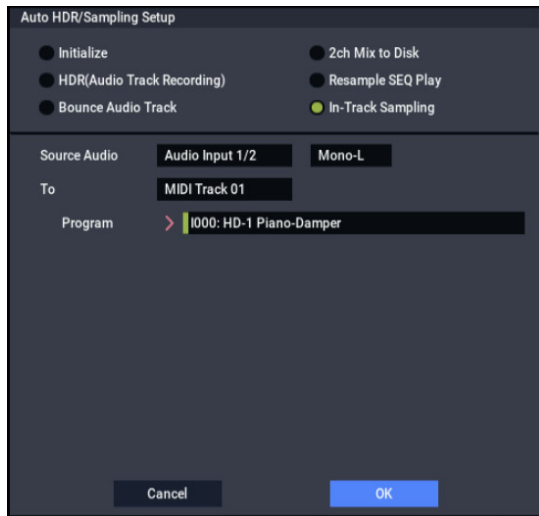 Auto HDR/Sampling Setup
Initialize
2ch Mix to Disk
HDR(Audio Track Recording)
Resample SEQ Play
Bounce Audio Track
In-Track Sampling
Source Audio Audio Input 1/2 Mono-L
To MIDI Track 01
Program I000: HD-1 Piano-Damper
Cancel OK